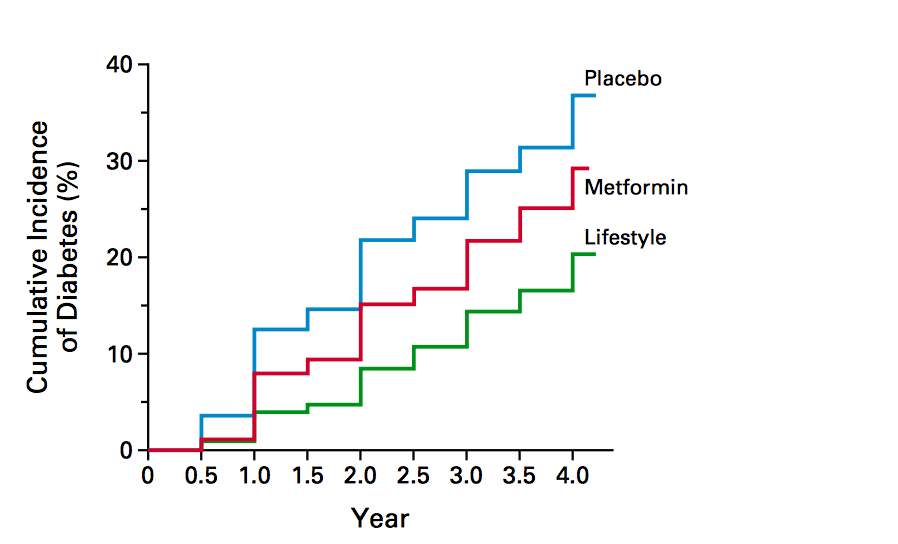 Cumulative Incidence
of Diabetes (%)
40
30
20
10
0
Placebo
Metformin
Lifestyle
0 0.5 1.0 1.5 2.0 2.5 3.0 3.5 4.0
Year